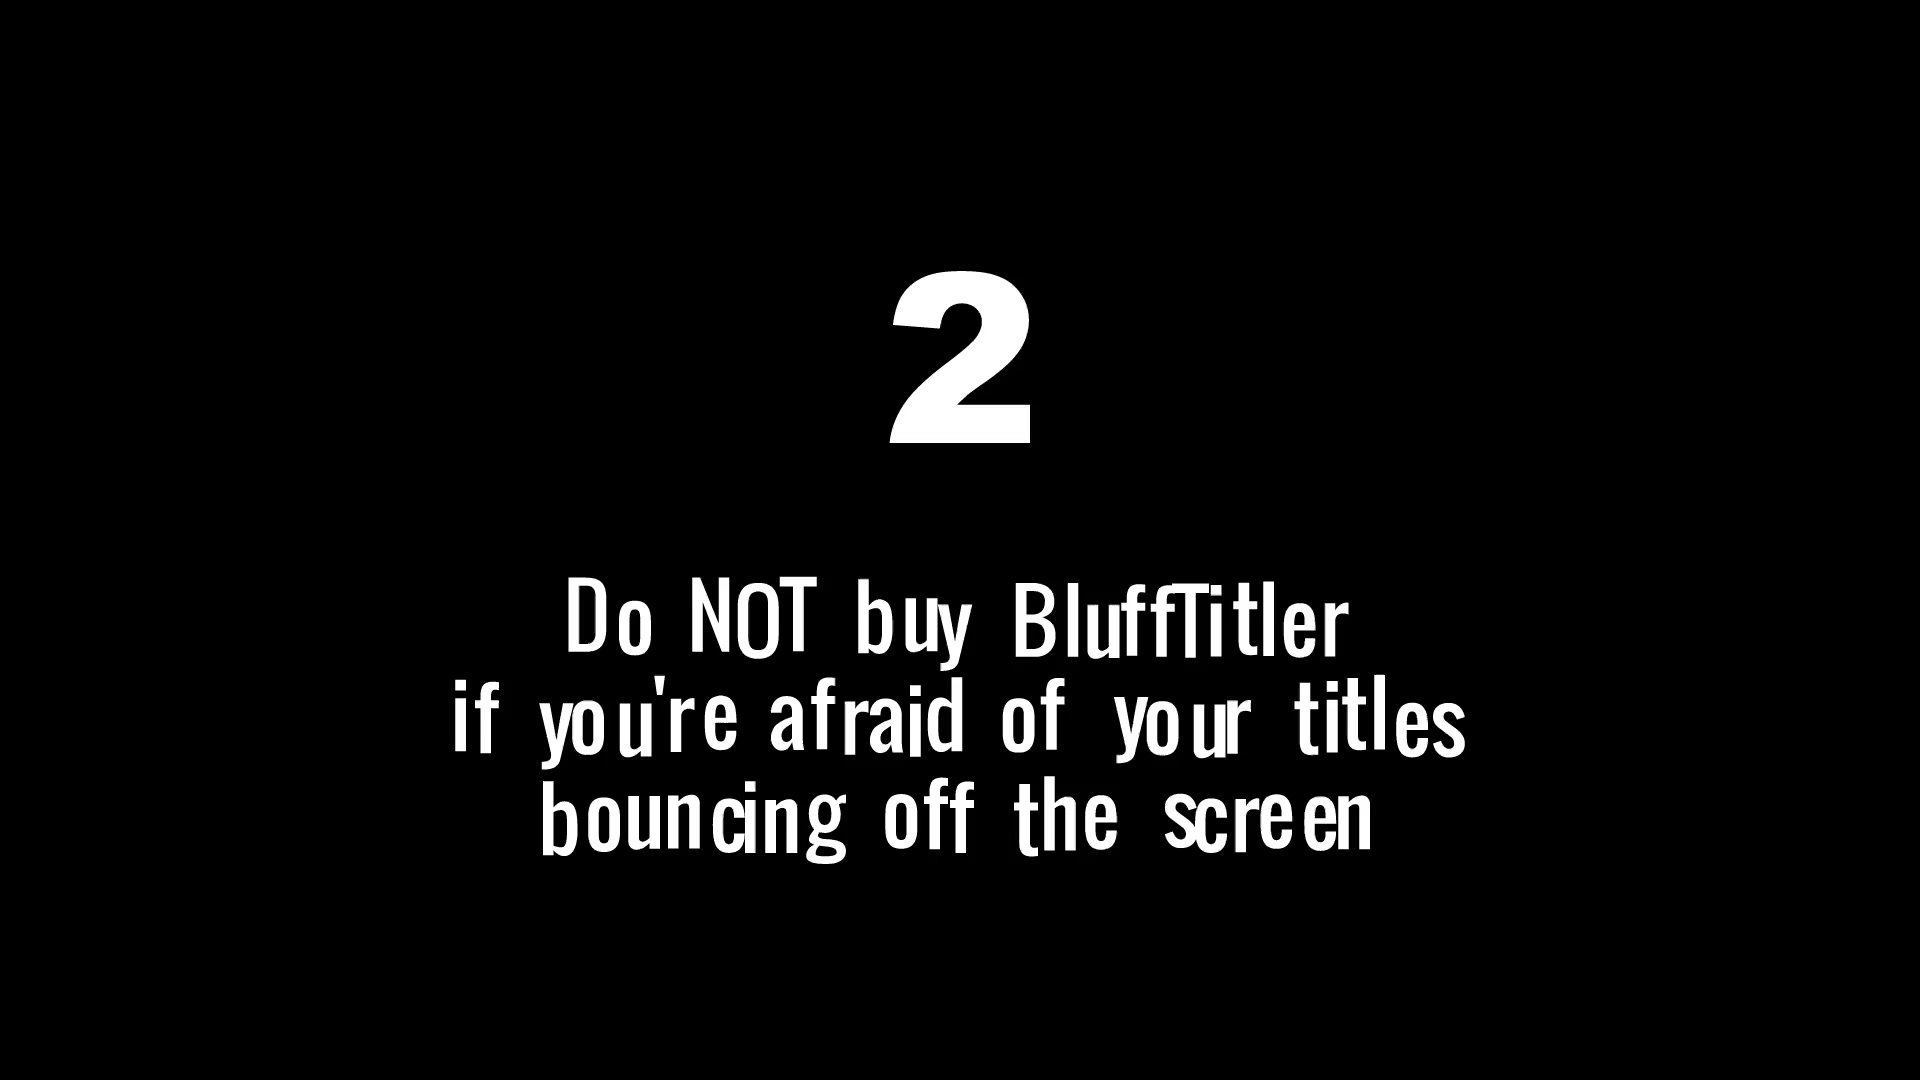 2
Do NOT buy BluffTitler
if you're afraid of your titles
bouncing off the screen